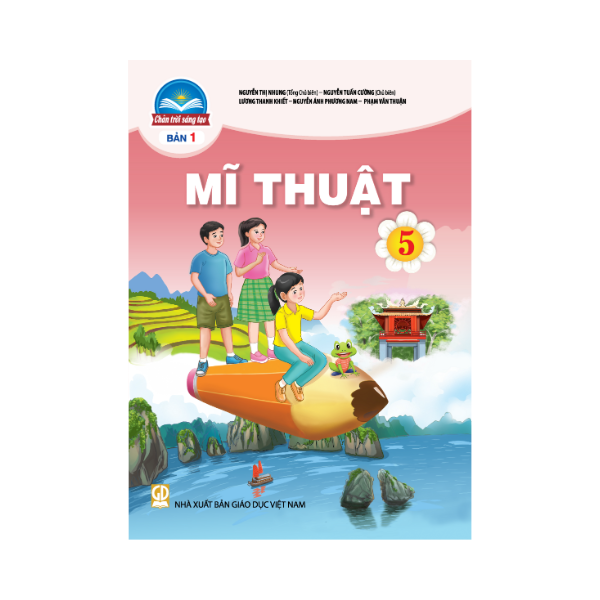 NGUYỄN THỊ NHUNG (Tổng Chủ biên) – NGUYỄN TUẤN CƯỜNG (Chủ biên)
LƯƠNG THANH KHIẾT – NGUYỄN ÁNH PHƯƠNG NAM – PHẠM VĂN THUẬN
Chân trời sáng tạo
BẢN 1
MĨ THUẬT
5
GD
NHÀ XUẤT BẢN GIÁO DỤC VIỆT NAM